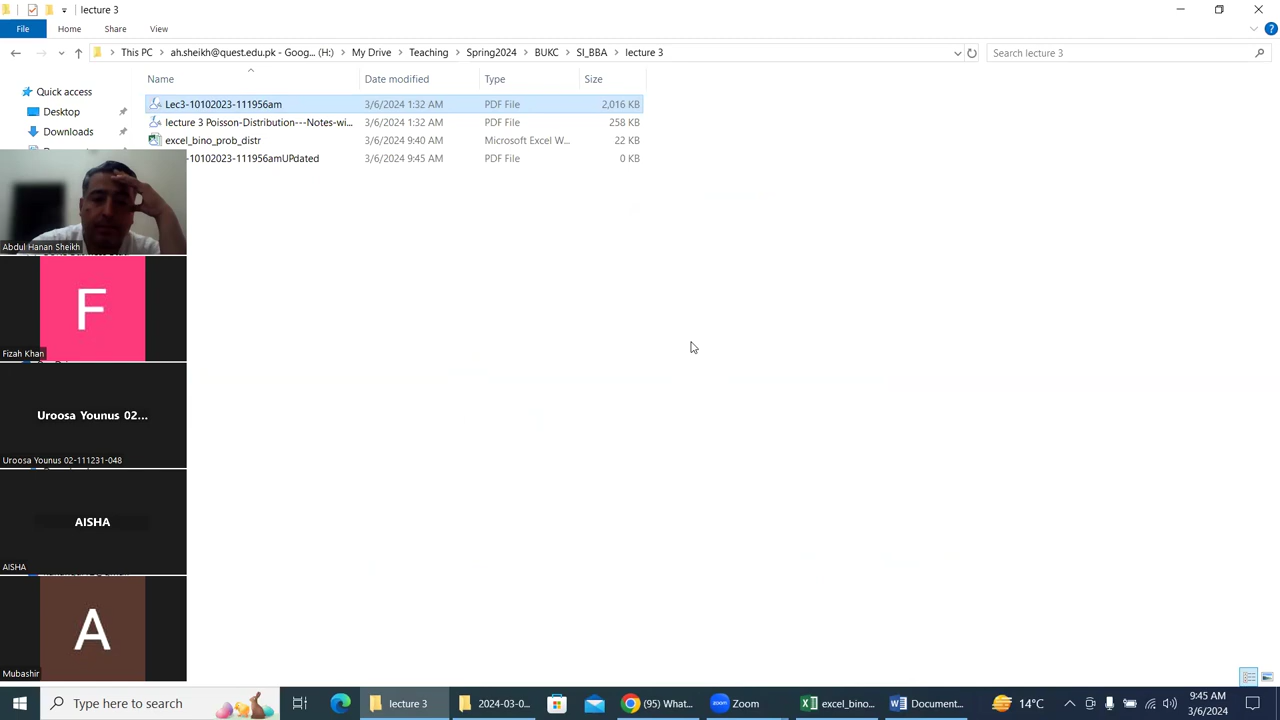 lecture 3
File
Home
Share
View
This PC
ah.sheikh@quest.edu.pk - Goog... (H:)
My Drive
Teaching
Spring2024
BUKC
SI_BBA
lecture 3
Search lecture 3
Name
Date modified
Type
Size
Quick access
Desktop
Downloads
Lec3-10102023-111956am
3/6/2024 1:32 AM
PDF File
2,016 KB
lecture 3 Poisson-Distribution---Notes-wi...
3/6/2024 1:32 AM
PDF File
258 KB
excel_bino_prob_distr
3/6/2024 9:40 AM
Microsoft Excel W...
22 KB
-10102023-111956amUPdated
3/6/2024 9:45 AM
PDF File
0 KB
Abdul Hanan Sheikh
F
Fizah Khan
Uroosa Younus 02...
Uroosa Younus 02-111231-048
AISHA
AISHA
A
Mubashir
Type here to search
lecture 3
2024-03-0...
(95) What...
Zoom
excel_bino...
Document...
14°C
9:45 AM
3/6/2024